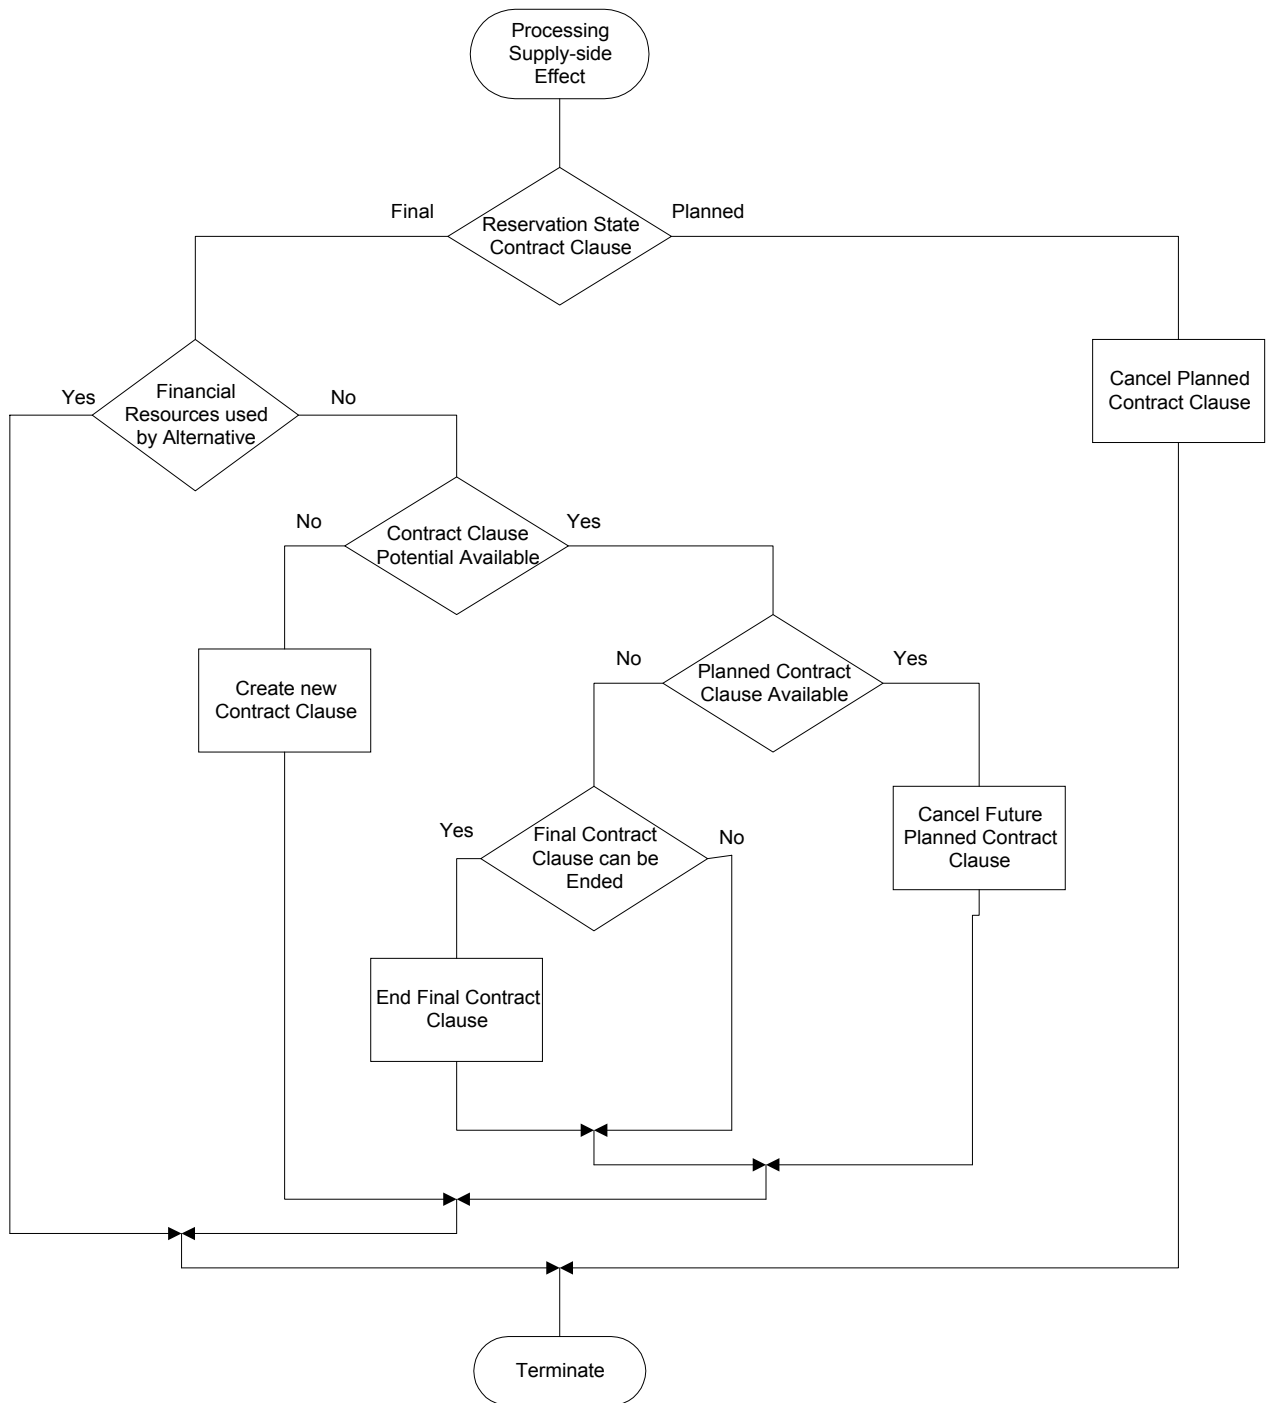 Processing
Supply-side
Effect
Final
Planned
Reservation State
Contract Clause
Yes
Financial
Resources used
by Alternative
No
Cancel Planned
Contract Clause
No
Contract Clause
Potential Available
Yes
Create new
Contract Clause
No
Planned Contract
Clause Available
Yes
Yes
Final Contract
Clause can be
Ended
No
Cancel Future
Planned Contract
Clause
End Final Contract
Clause
Terminate